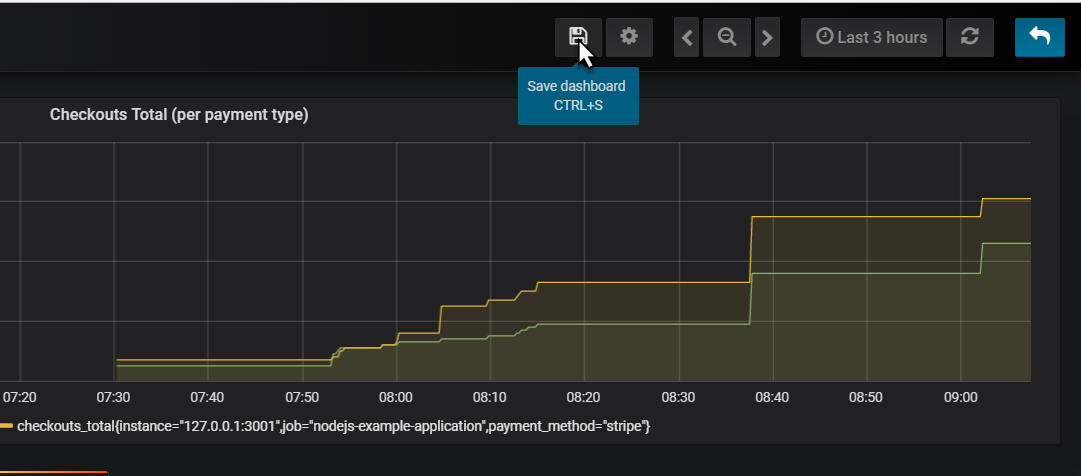 Last 3 hours
Save dashboard
CTRL+S
Checkouts Total (per payment type)
07:20 07:30 07:40 07:50 08:00 08:10 08:20 08:30 08:40 08:50 09:00
checkouts_total{instance="127.0.0.1:3001",job="nodejs-example-application",payment_method="stripe"}